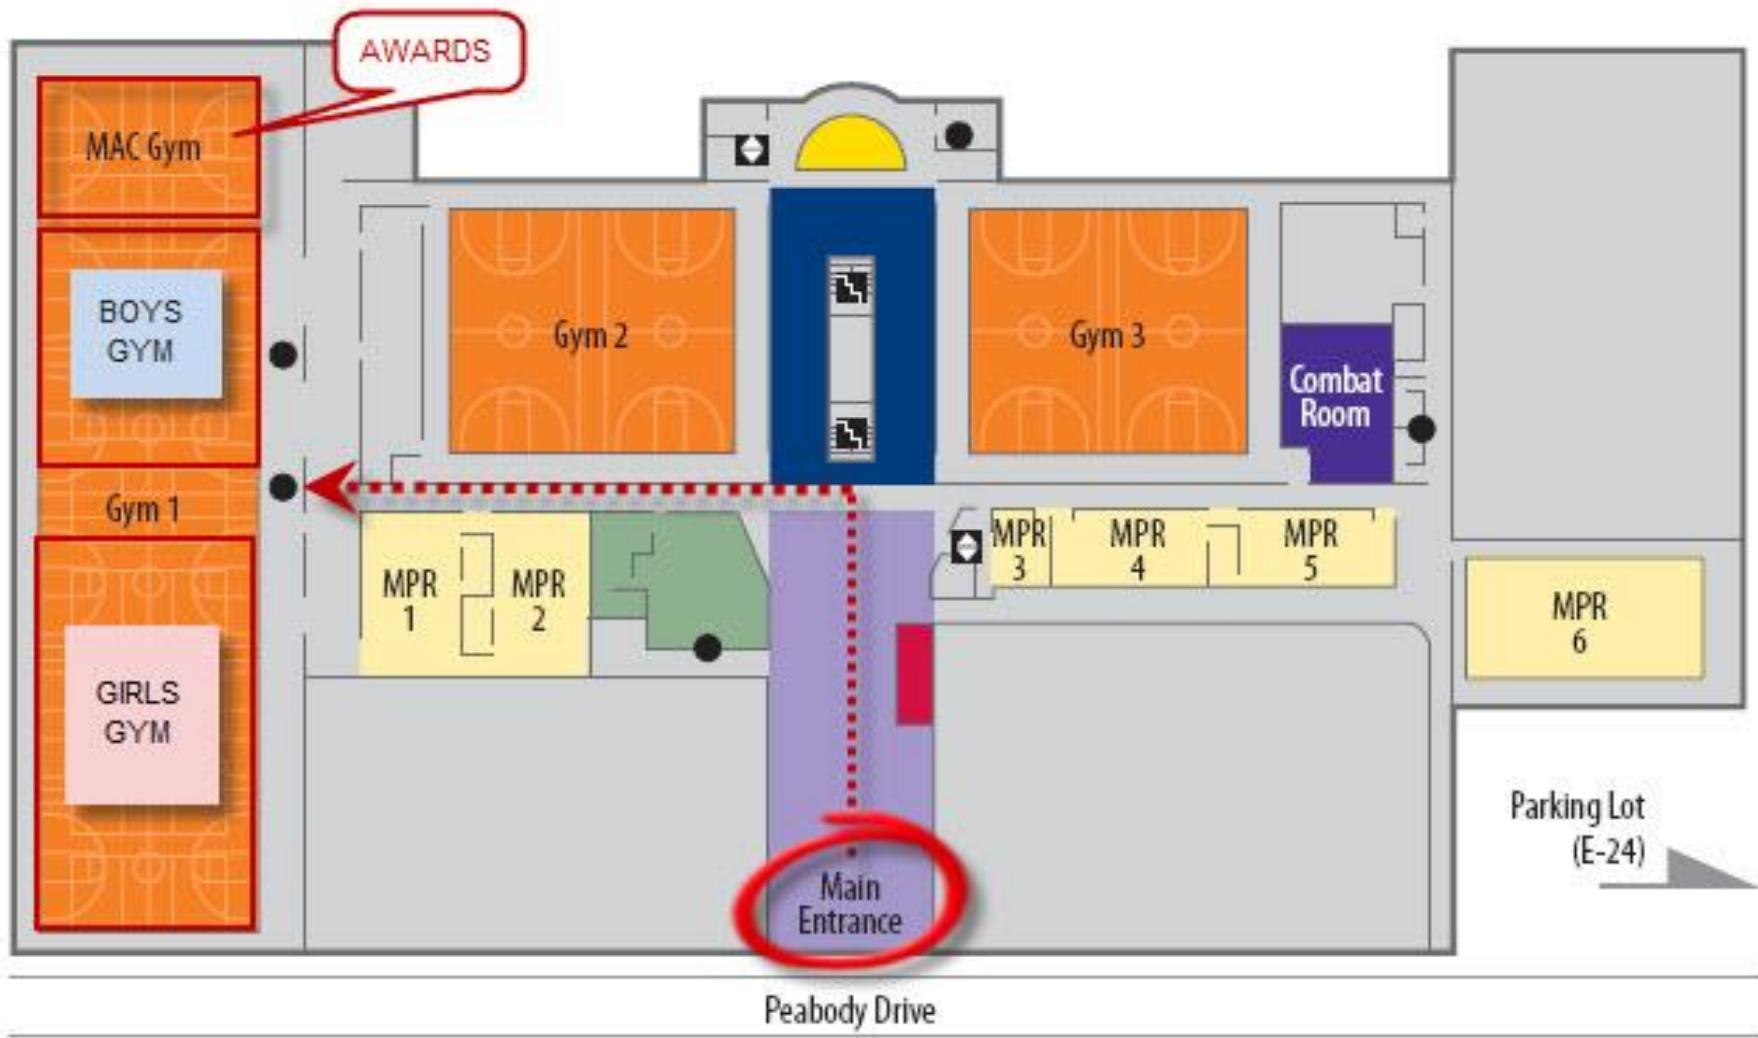 AWARDS
MAC Gym
BOYS
GYM
Gym 2
Gym 3
Combat
Room
Gym 1
MPR
1
MPR
2
MPR
3
MPR
4
MPR
5
MPR
6
GIRLS
GYM
Parking Lot
(E-24)
Main
Entrance
Peabody Drive